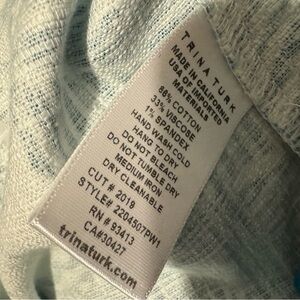 TRINA TURK
MADE IN CALIFORNIA
USA OF IMPORTED
MATERIALS
66% COTTON
33% VISCOSE
1% SPANDEX
HAND WASH COLD
HANG TO DRY
DO NOT BLEACH
DO NOT TUMBLE DRY
MEDIUM IRON
DRY CLEANABLE
CUT # 2019
STYLE# 2204507PW1
RN # 93413
CA#30427
trinaturk.com